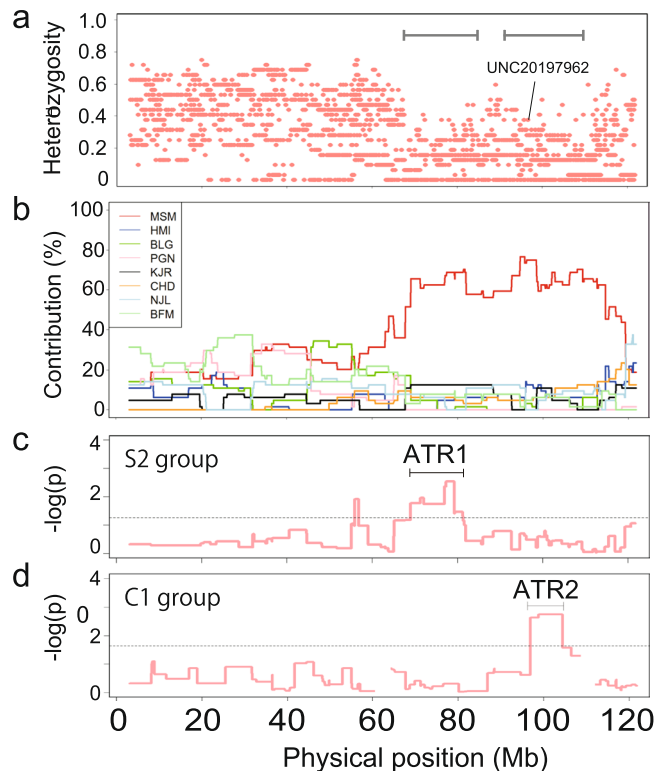 a
1.0
0.8
0.6
0.4
0.2
0
Heterozygosity
UNC20197962
b
100
80
60
40
20
0
Contribution (%)
MSM
HMI
BLG
PGN
KJR
CHD
NJL
BFM
c
4
2
0
-log(p)
S2 group
ATR1
d
4
0
2
0
-log(p)
C1 group
ATR2
0 20 40 60 80 100 120
Physical position (Mb)